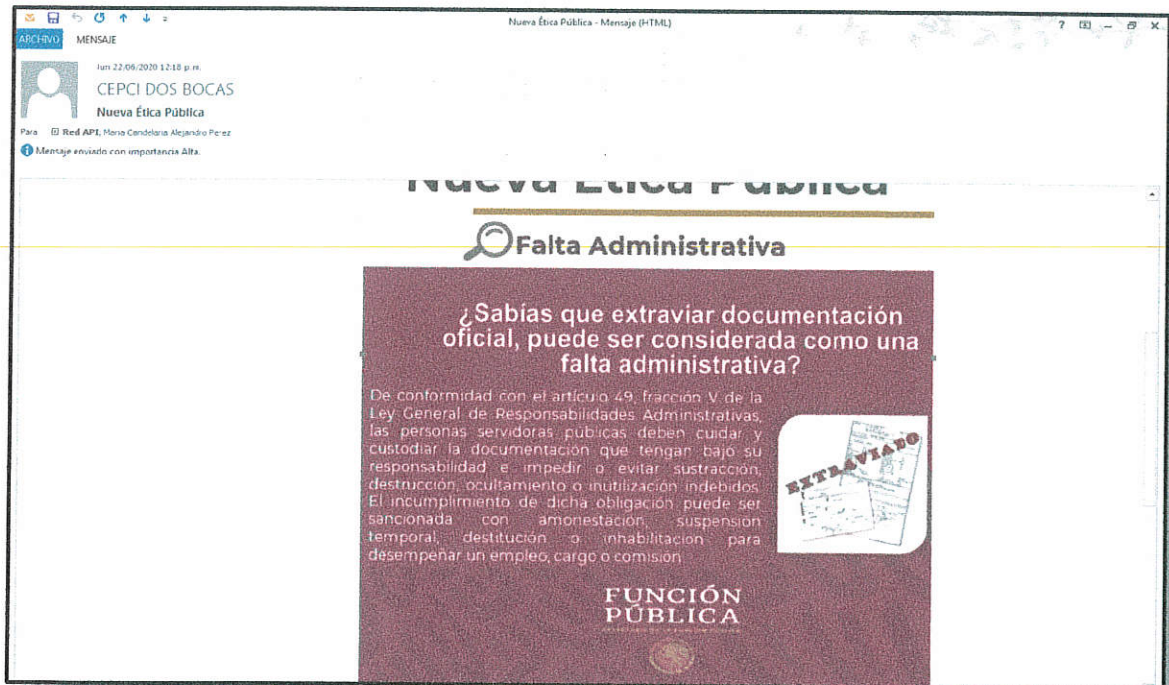 Nueva Ética Pública - Mensaje (HTML)
ARCHIVO MENSAJE
lun 22/06/2020 12:18 p.m.
CEPCI DOS BOCAS
Nueva Ética Pública
Para Red API, Maria Candelaria Alejandro Perez
Mensaje enviado con importancia Alta.
Nueva Ética Pública
Falta Administrativa
¿Sabías que extraviar documentación
oficial, puede ser considerada como una
falta administrativa?
De conformidad con el artículo 49, fracción V de la
Ley General de Responsabilidades Administrativas,
las personas servidoras públicas deben cuidar y
custodiar la documentación que tengan bajo su
responsabilidad e impedir o evitar sustracción,
destrucción, ocultamiento o inutilización indebidos.
El incumplimiento de dicha obligación puede ser
sancionada con amonestación, suspensión
temporal, destitución o inhabilitación para
desempeñar un empleo, cargo o comisión
EXTRAVIADO
FUNCIÓN
PÚBLICA